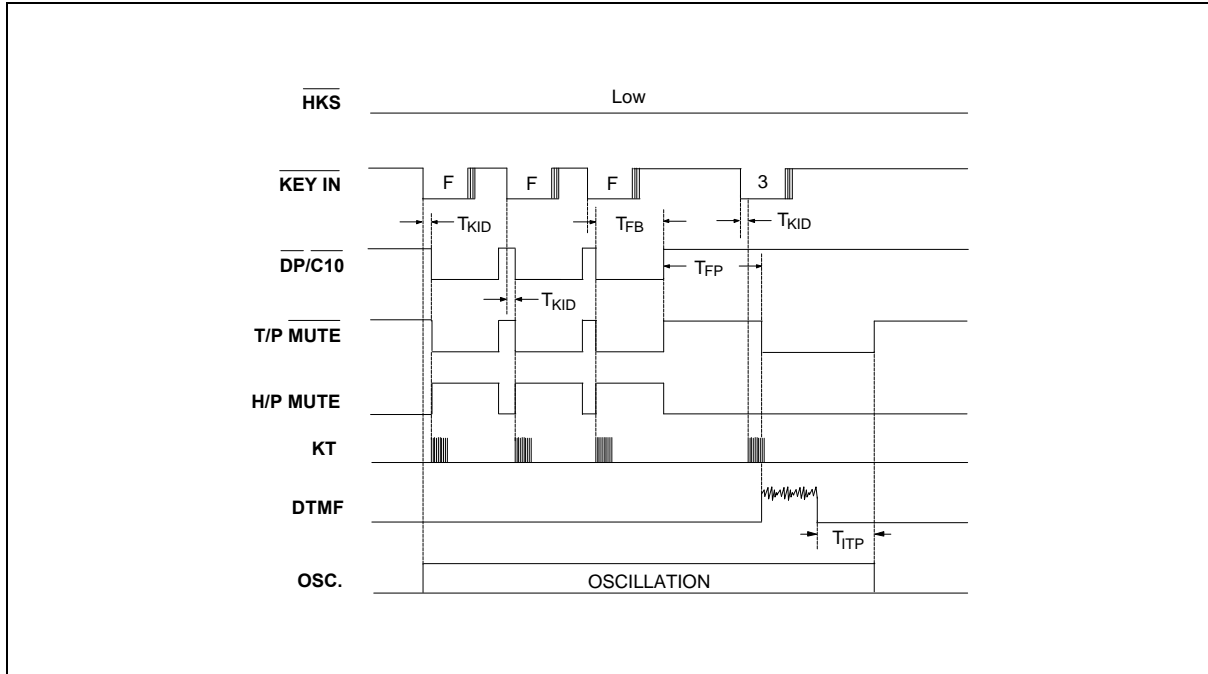 HKS Low
KEY IN F F F 3
TKID TFB TKID
DP/C10 TFP
TKID
T/P MUTE
H/P MUTE
KT
DTMF
TITP
OSC. OSCILLATION